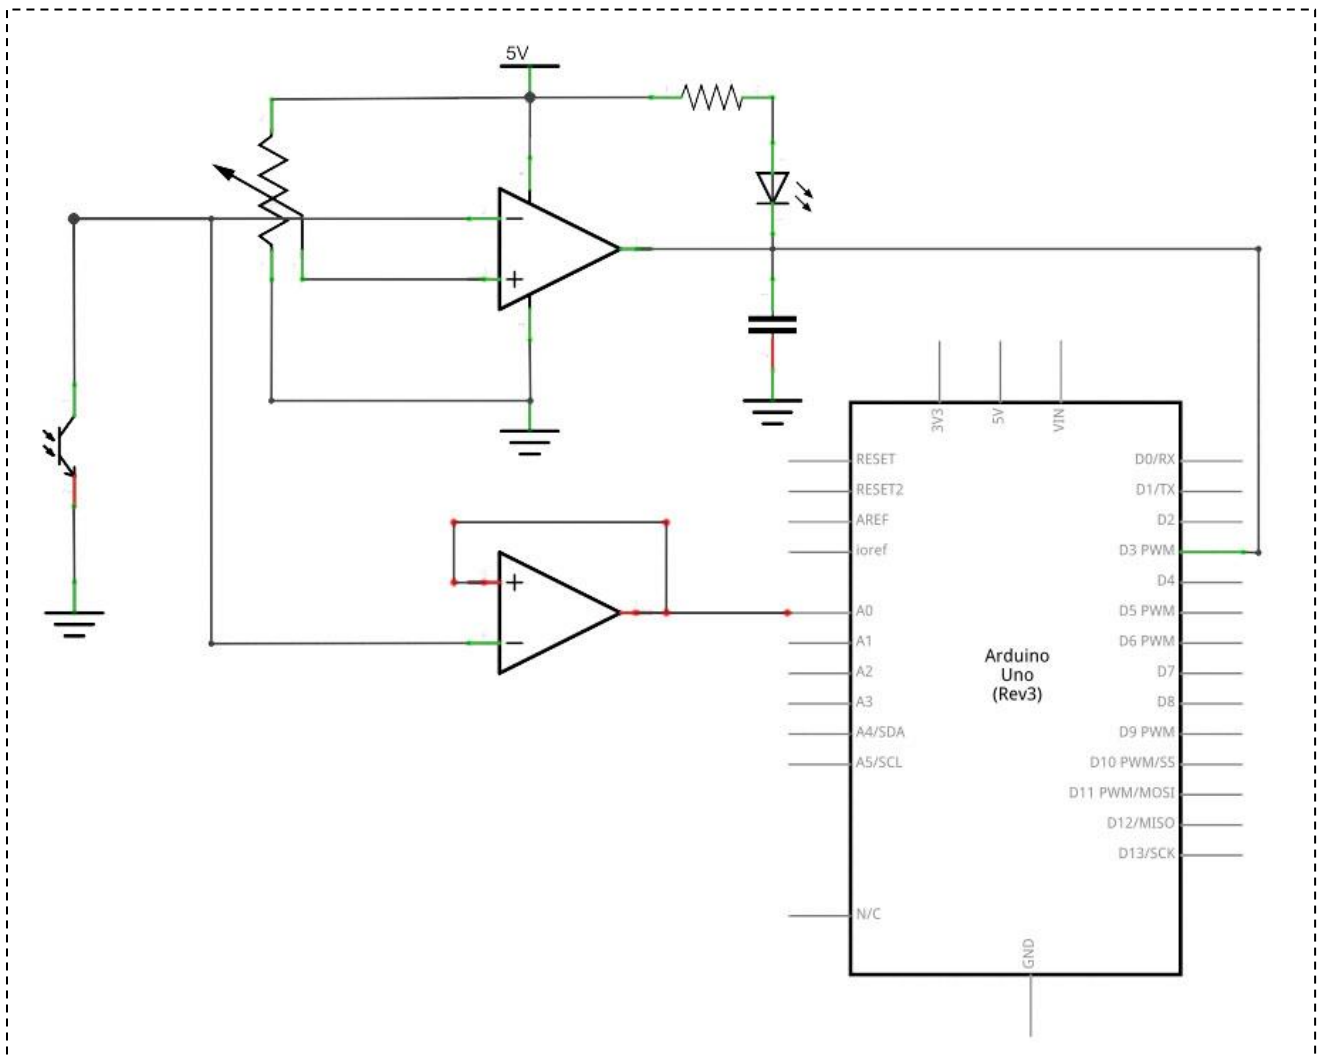 5V
−
+
+
−
3V3
5V
VIN
RESET
RESET2
AREF
ioref
A0
A1
A2
A3
A4/SDA
A5/SCL
N/C
Arduino
Uno
(Rev3)
D0/RX
D1/TX
D2
D3 PWM
D4
D5 PWM
D6 PWM
D7
D8
D9 PWM
D10 PWM/SS
D11 PWM/MOSI
D12/MISO
D13/SCK
GND